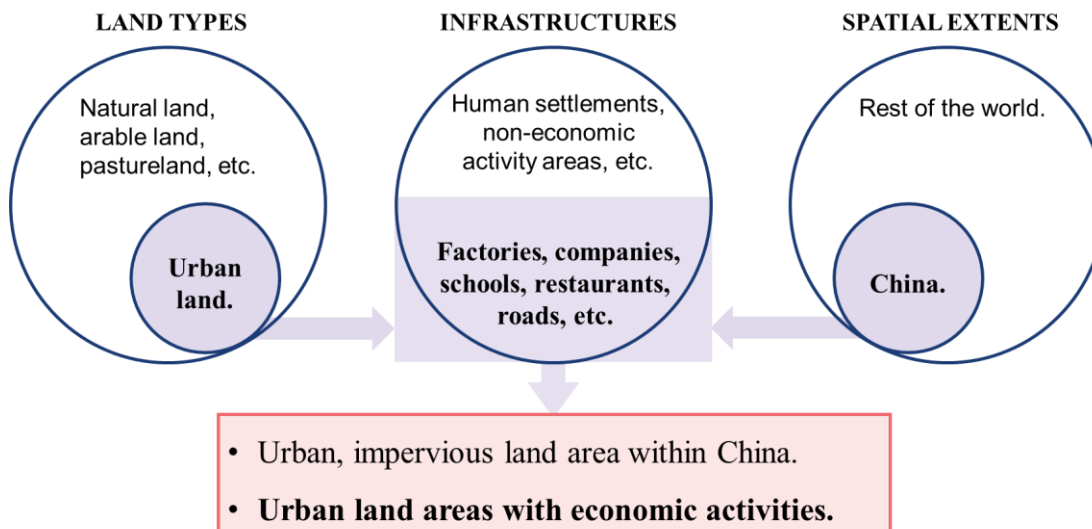 LAND TYPES
Natural land,
arable land,
pastureland, etc.
Urban
land.
INFRASTRUCTURES
Human settlements,
non-economic
activity areas, etc.
Factories, companies,
schools, restaurants,
roads, etc.
SPATIAL EXTENTS
Rest of the world.
China.
• Urban, impervious land area within China.
• Urban land areas with economic activities.